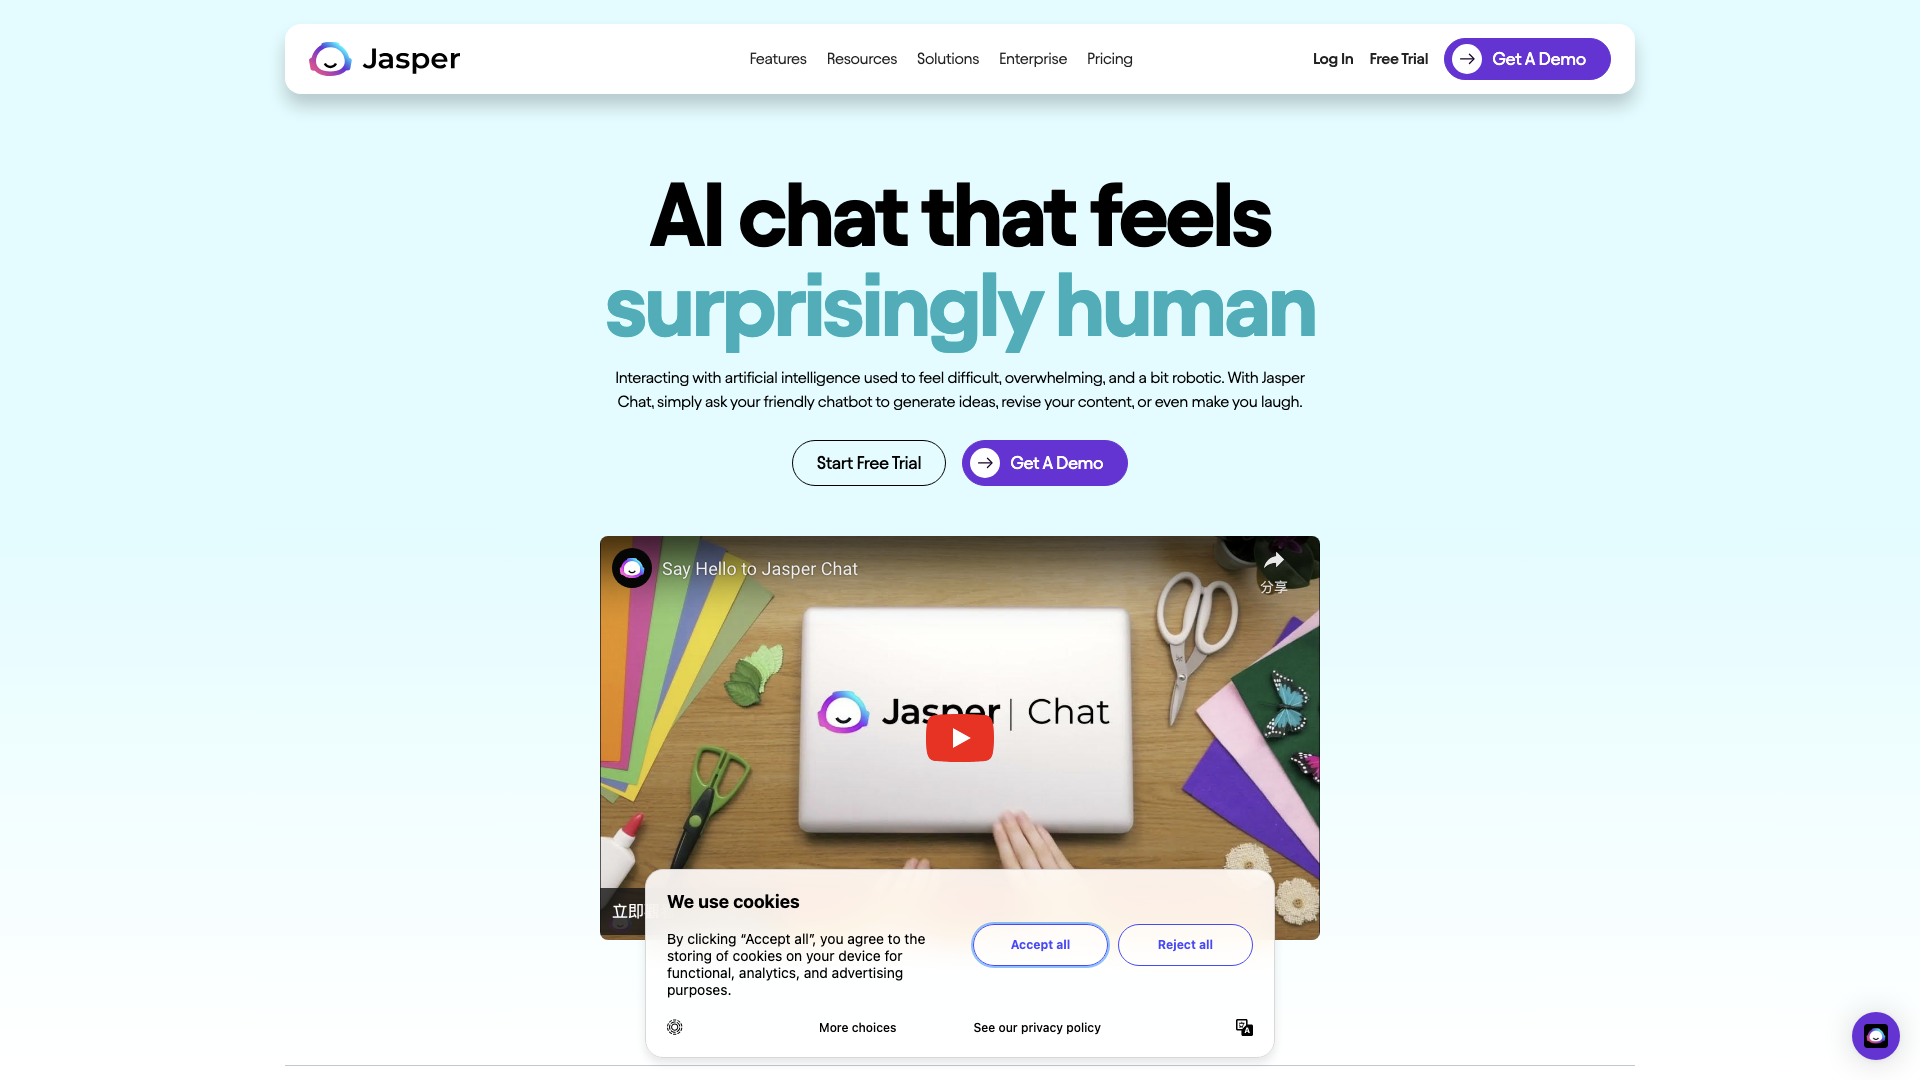 Jasper
Features Resources Solutions Enterprise Pricing
Log In Free Trial Get A Demo
AI chat that feels
surprisingly human
Interacting with artificial intelligence used to feel difficult, overwhelming, and a bit robotic. With Jasper
Chat, simply ask your friendly chatbot to generate ideas, revise your content, or even make you laugh.
Start Free Trial Get A Demo
Say Hello to Jasper Chat
分享
Jasper | Chat
立即
We use cookies
By clicking “Accept all”, you agree to the
storing of cookies on your device for
functional, analytics, and advertising
purposes.
Accept all Reject all
More choices See our privacy policy